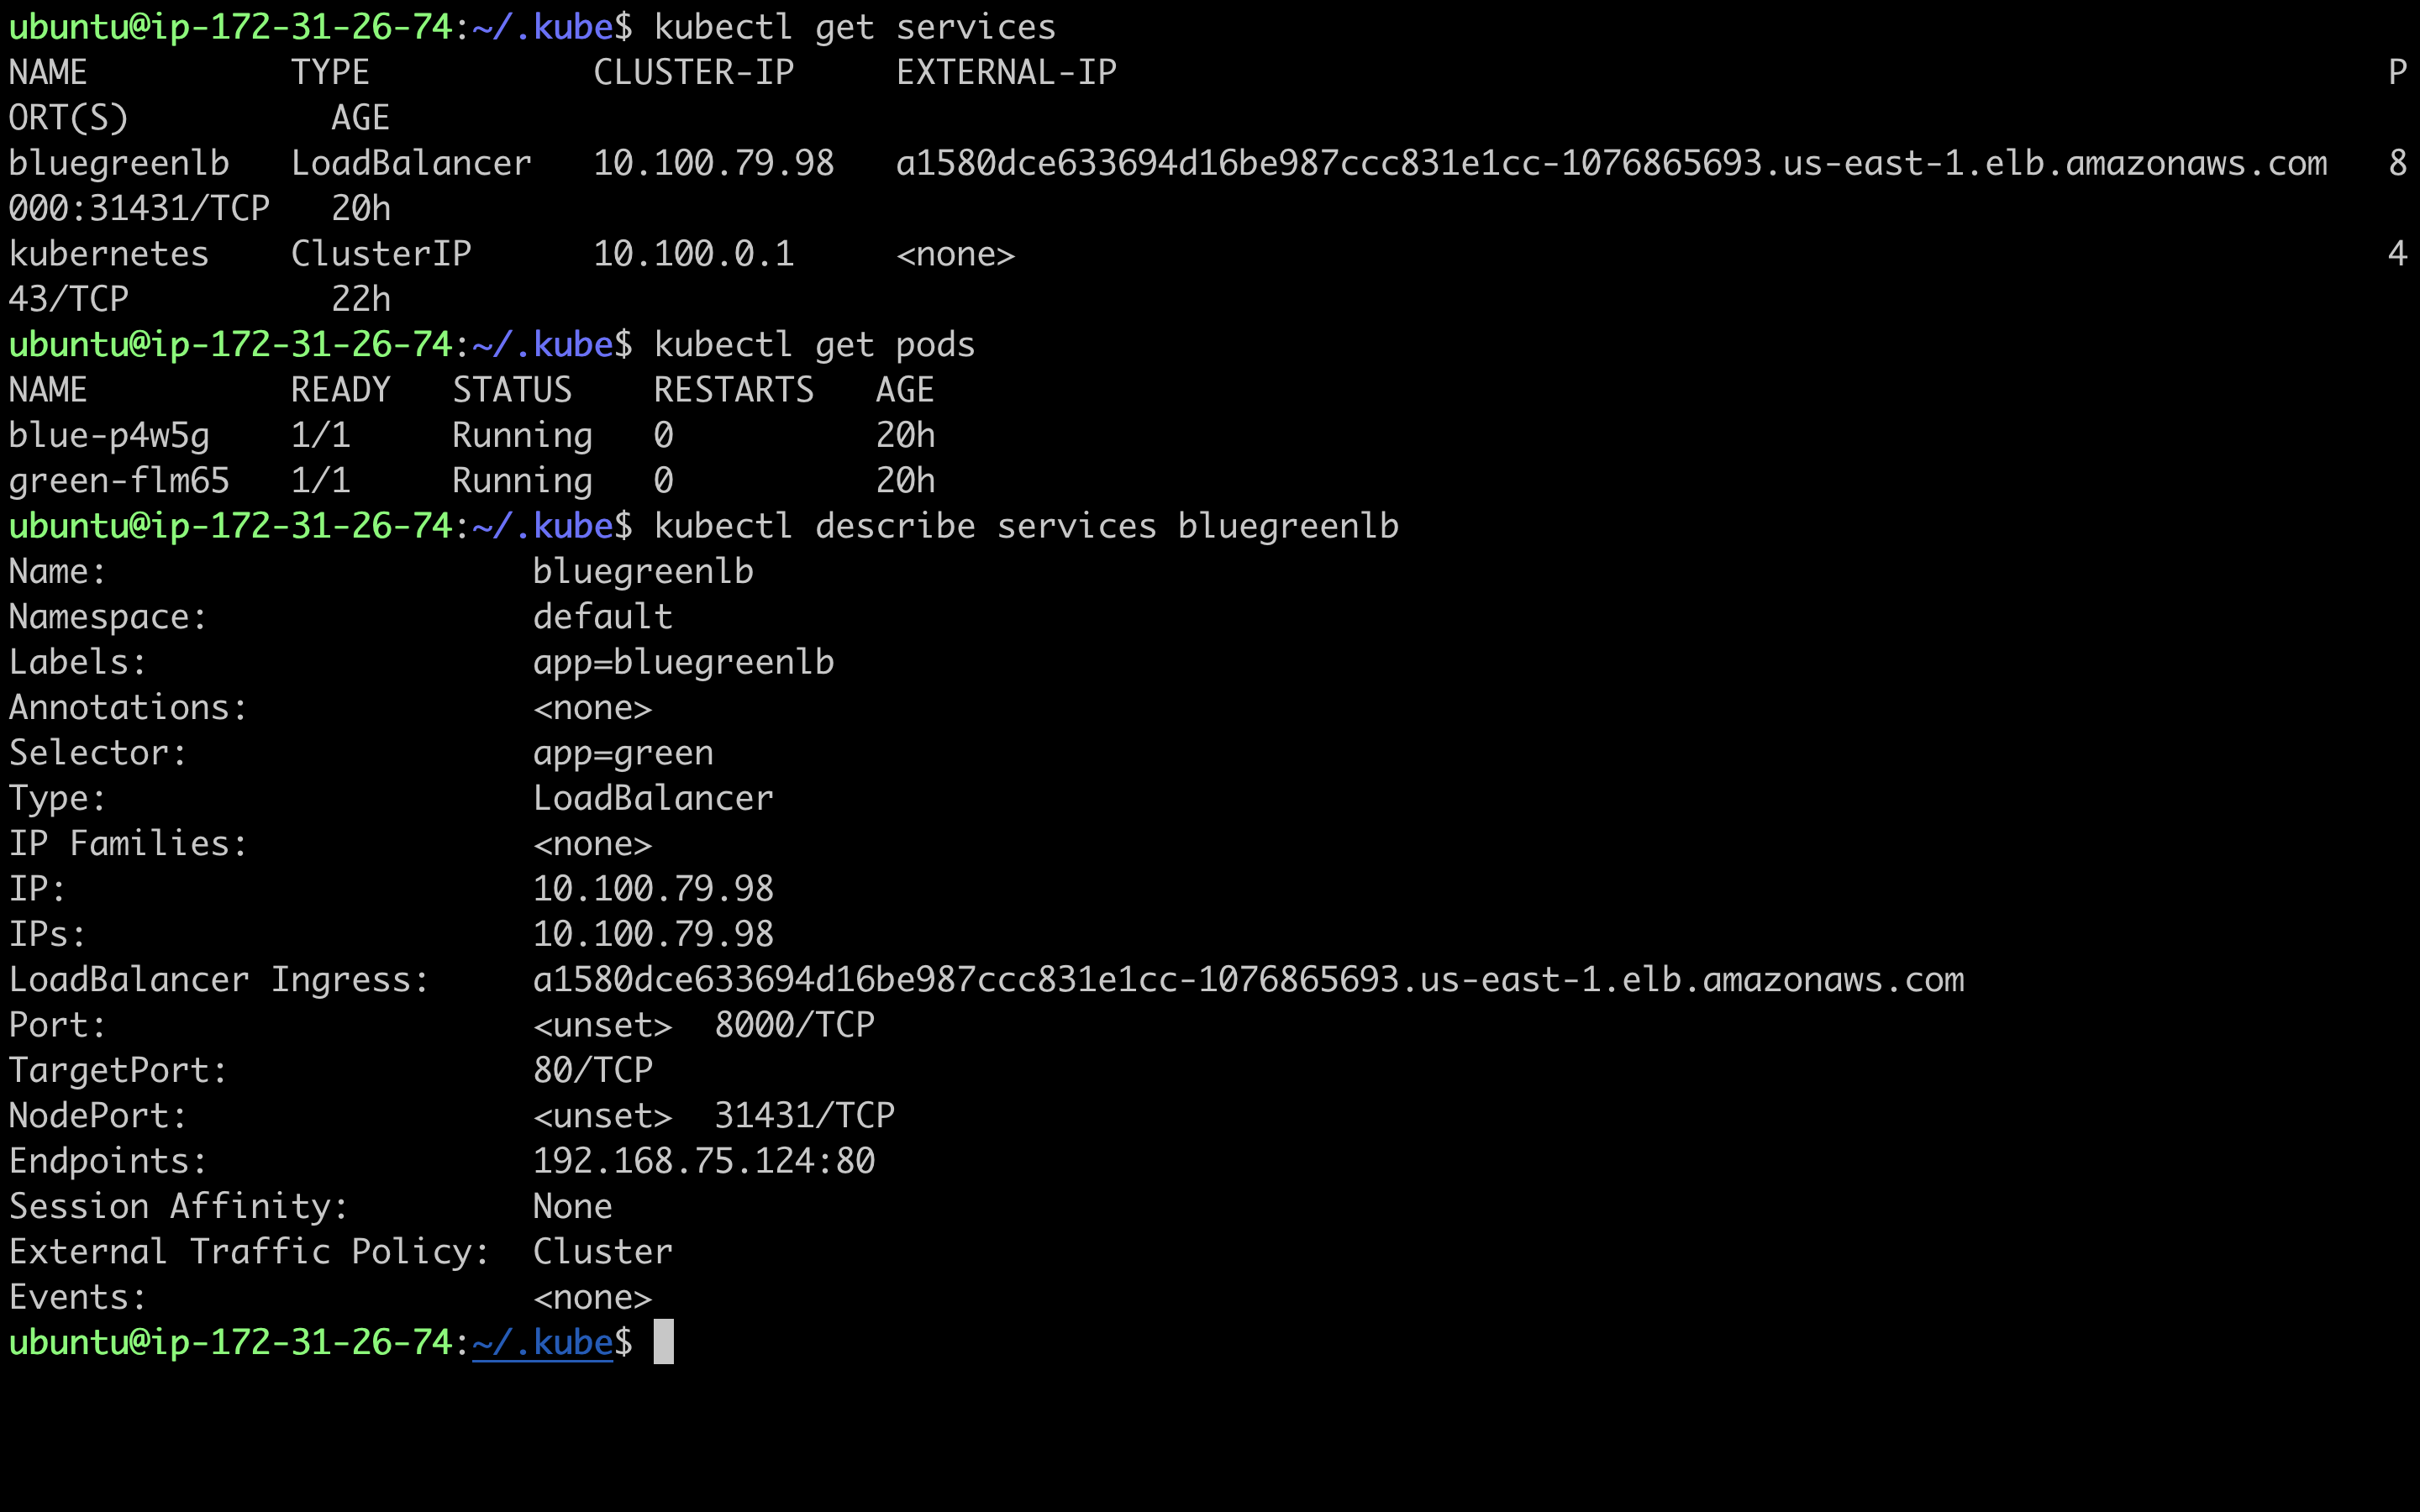 ubuntu@ip-172-31-26-74:~/.kube$ kubectl get services
NAME          TYPE           CLUSTER-IP     EXTERNAL-IP                                                               P
ORT(S)          AGE
bluegreenlb   LoadBalancer   10.100.79.98   a1580dce633694d16be987ccc831e1cc-1076865693.us-east-1.elb.amazonaws.com   8
000:31431/TCP   20h
kubernetes    ClusterIP      10.100.0.1     <none>                                                                    4
43/TCP          22h
ubuntu@ip-172-31-26-74:~/.kube$ kubectl get pods
NAME          READY   STATUS    RESTARTS   AGE
blue-p4w5g    1/1     Running   0          20h
green-flm65   1/1     Running   0          20h
ubuntu@ip-172-31-26-74:~/.kube$ kubectl describe services bluegreenlb
Name:                     bluegreenlb
Namespace:                default
Labels:                   app=bluegreenlb
Annotations:              <none>
Selector:                 app=green
Type:                     LoadBalancer
IP Families:              <none>
IP:                       10.100.79.98
IPs:                      10.100.79.98
LoadBalancer Ingress:     a1580dce633694d16be987ccc831e1cc-1076865693.us-east-1.elb.amazonaws.com
Port:                     <unset>  8000/TCP
TargetPort:               80/TCP
NodePort:                 <unset>  31431/TCP
Endpoints:                192.168.75.124:80
Session Affinity:         None
External Traffic Policy:  Cluster
Events:                   <none>
ubuntu@ip-172-31-26-74:~/.kube$